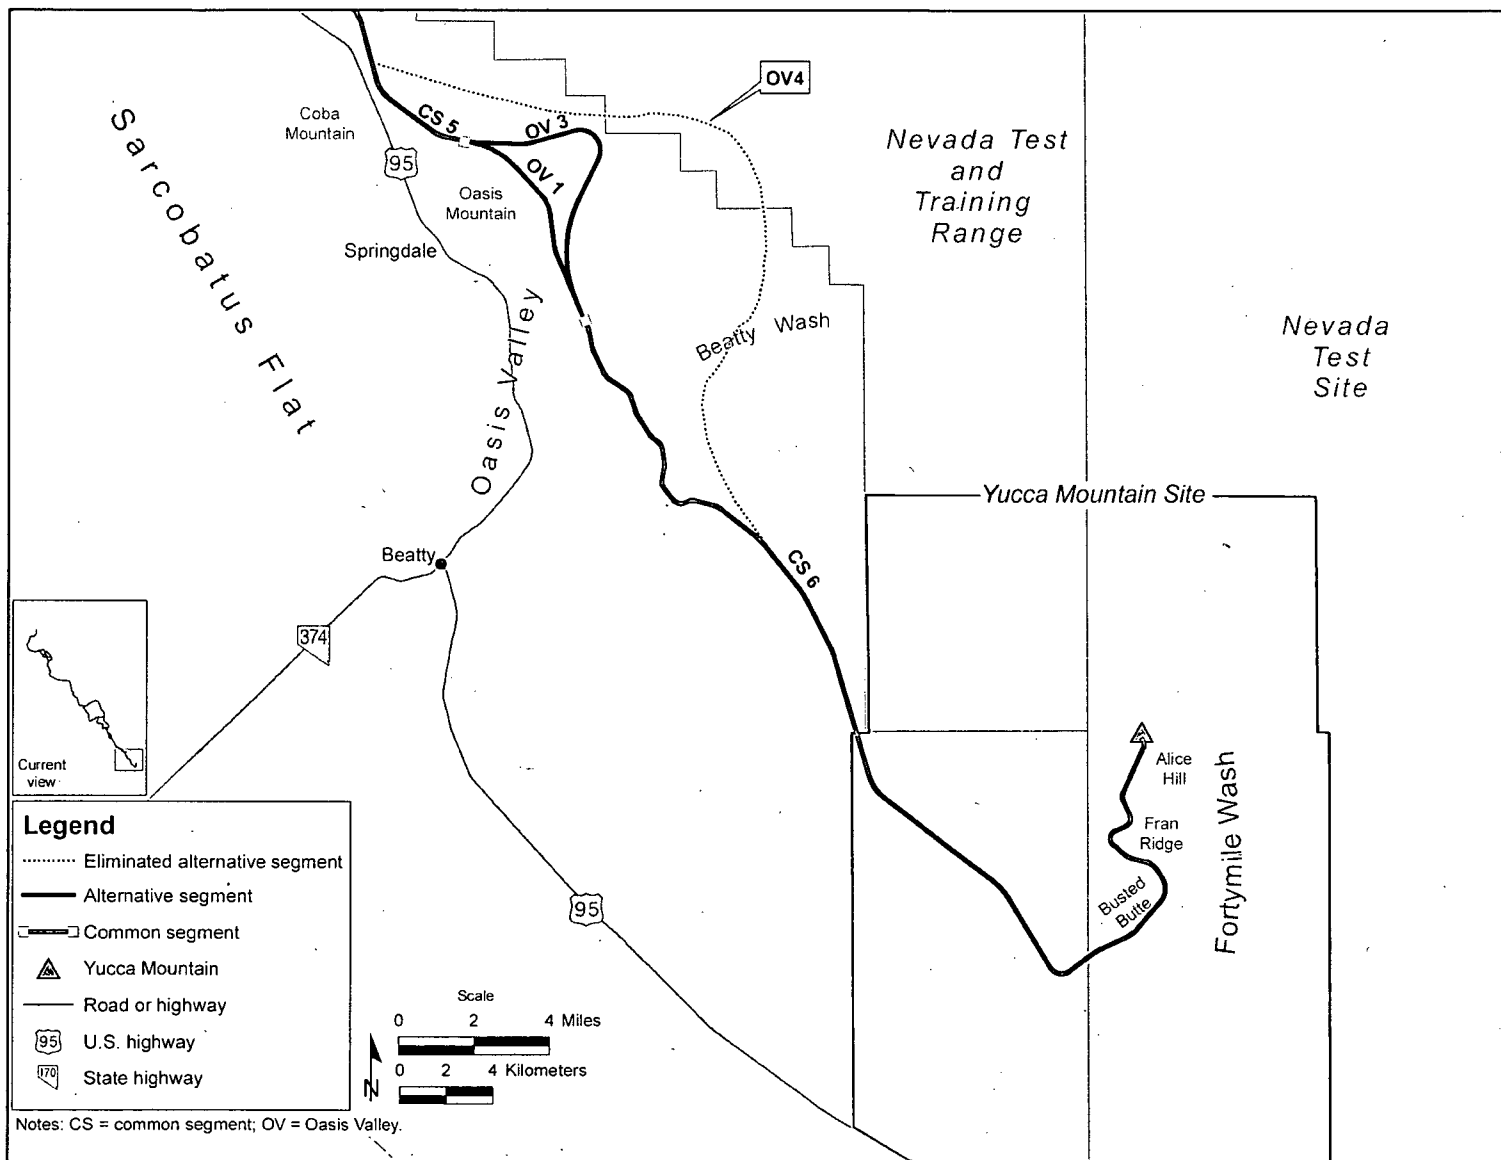 OV4
Coba
Mountain
CS 5
OV 3
95
OV 1
Nevada Test
and
Training
Range
Sarcobatus Flat
Oasis
Mountain
Springdale
Oasis Valley
Beatty Wash
Nevada
Test
Site
Yucca Mountain Site
Beatty
CS 6
374
Current
view
Alice
Hill
Fran
Ridge
Busted
Butte
Fortymile Wash
95
Legend
Eliminated alternative segment
Alternative segment
Common segment
Yucca Mountain
Road or highway
95 U.S. highway
170 State highway
Scale
0 2 4 Miles
0 2 4 Kilometers
N
Notes: CS = common segment; OV = Oasis Valley.